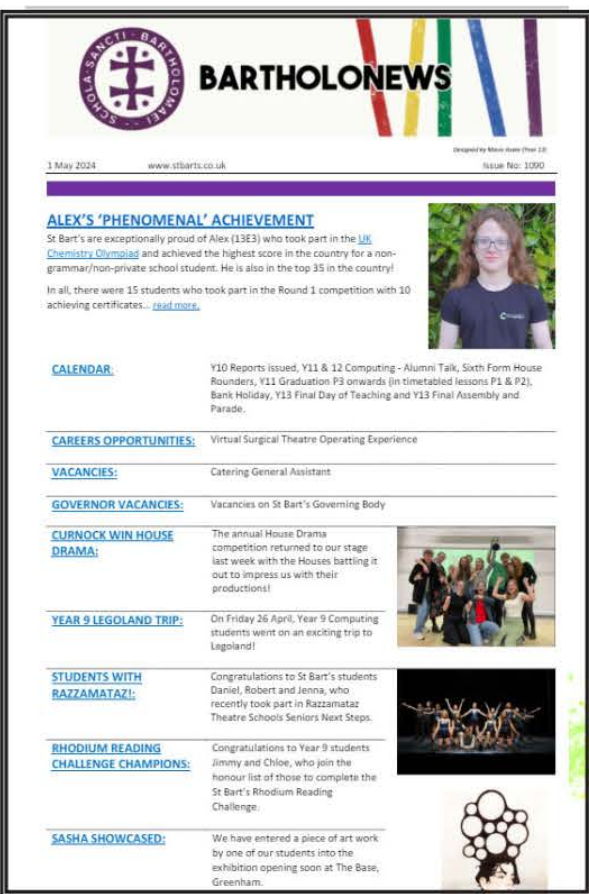 SCHOLA · SANCTI · BARTHOLOMAEI
BARTHOLONEWS
1 May 2024 www.stbarts.co.uk Issue No: 1090
ALEX'S 'PHENOMENAL' ACHIEVEMENT
St Bart's are exceptionally proud of Alex (13E3) who took part in the UK
Chemistry Olympiad and achieved the highest score in the country for a non-
grammar/non-private school student. He is also in the top 35 in the country!
In all, there were 15 students who took part in the Round 1 competition with 10
achieving certificates… read more.
CALENDAR:
Y10 Reports issued, Y11 & 12 Computing - Alumni Talk, Sixth Form House
Rounders, Y11 Graduation P3 onwards (in timetabled lessons P1 & P2),
Bank Holiday, Y13 Final Day of Teaching and Y13 Final Assembly and
Parade.
CAREERS OPPORTUNITIES: Virtual Surgical Theatre Operating Experience
VACANCIES: Catering General Assistant
GOVERNOR VACANCIES: Vacancies on St Bart's Governing Body
CURNOCK WIN HOUSE
DRAMA:
The annual House Drama
competition returned to our stage
last week with the Houses battling it
out to impress us with their
productions!
YEAR 9 LEGOLAND TRIP:
On Friday 26 April, Year 9 Computing
students went on an exciting trip to
Legoland!
STUDENTS WITH
RAZZAMATAZ!:
Congratulations to St Bart's students
Daniel, Robert and Jenna, who
recently took part in Razzamataz
Theatre Schools Seniors Next Steps.
RHODIUM READING
CHALLENGE CHAMPIONS:
Congratulations to Year 9 students
Jimmy and Chloe, who join the
honour list of those to complete the
St Bart's Rhodium Reading
Challenge.
SASHA SHOWCASED:
We have entered a piece of art work
by one of our students into the
exhibition opening soon at The Base,
Greenham.